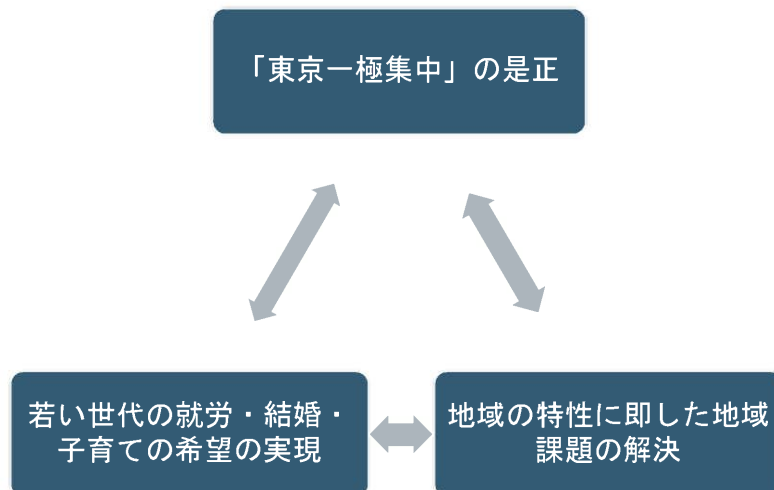 「東京一極集中」の是正
若い世代の就労・結婚・
子育ての希望の実現
地域の特性に即した地域
課題の解決